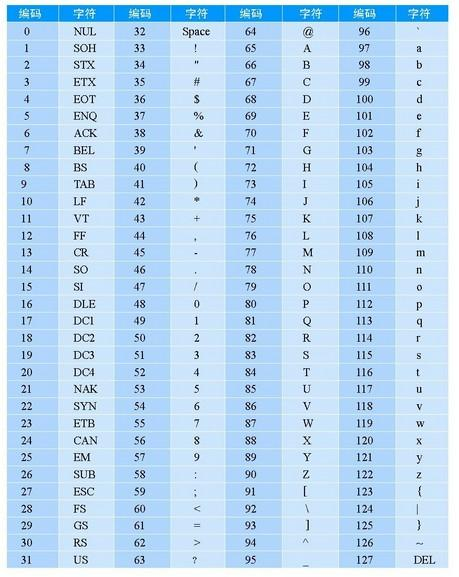 编码 字符 编码 字符 编码 字符 编码 字符
0 NUL 32 Space 64 @ 96 `
1 SOH 33 ! 65 A 97 a
2 STX 34 " 66 B 98 b
3 ETX 35 # 67 C 99 c
4 EOT 36 $ 68 D 100 d
5 ENQ 37 % 69 E 101 e
6 ACK 38 & 70 F 102 f
7 BEL 39 ' 71 G 103 g
8 BS 40 ( 72 H 104 h
9 TAB 41 ) 73 I 105 i
10 LF 42 * 74 J 106 j
11 VT 43 + 75 K 107 k
12 FF 44 , 76 L 108 l
13 CR 45 - 77 M 109 m
14 SO 46 . 78 N 110 n
15 SI 47 / 79 O 111 o
16 DLE 48 0 80 P 112 p
17 DC1 49 1 81 Q 113 q
18 DC2 50 2 82 R 114 r
19 DC3 51 3 83 S 115 s
20 DC4 52 4 84 T 116 t
21 NAK 53 5 85 U 117 u
22 SYN 54 6 86 V 118 v
23 ETB 55 7 87 W 119 w
24 CAN 56 8 88 X 120 x
25 EM 57 9 89 Y 121 y
26 SUB 58 : 90 Z 122 z
27 ESC 59 ; 91 [ 123 {
28 FS 60 < 92 \ 124 |
29 GS 61 = 93 ] 125 }
30 RS 62 > 94 ^ 126 ~
31 US 63 ? 95 _ 127 DEL